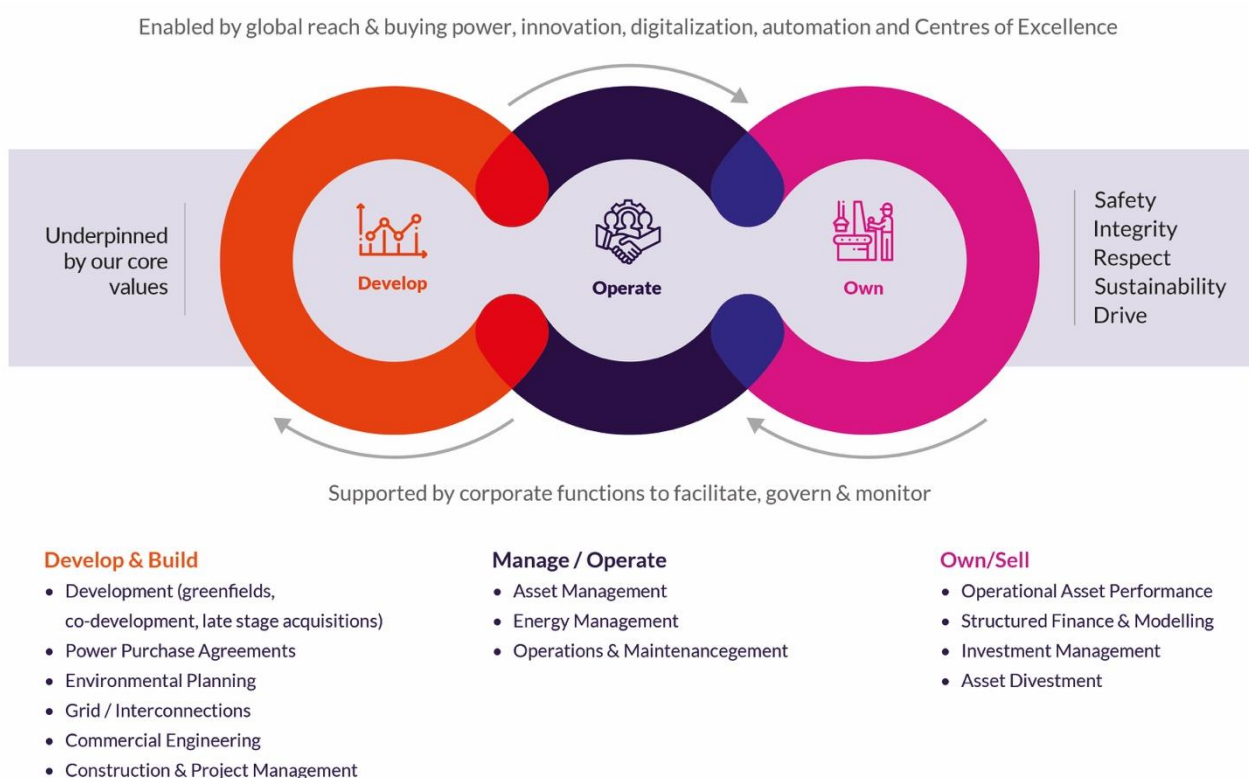 Enabled by global reach & buying power, innovation, digitalization, automation and Centres of Excellence
Underpinned
by our core
values
Develop
Operate
Own
Safety
Integrity
Respect
Sustainability
Drive
Supported by corporate functions to facilitate, govern & monitor
Develop & Build
• Development (greenfields,
co-development, late stage acquisitions)
• Power Purchase Agreements
• Environmental Planning
• Grid / Interconnections
• Commercial Engineering
• Construction & Project Management
Manage / Operate
• Asset Management
• Energy Management
• Operations & Maintenancegement
Own/Sell
• Operational Asset Performance
• Structured Finance & Modelling
• Investment Management
• Asset Divestment